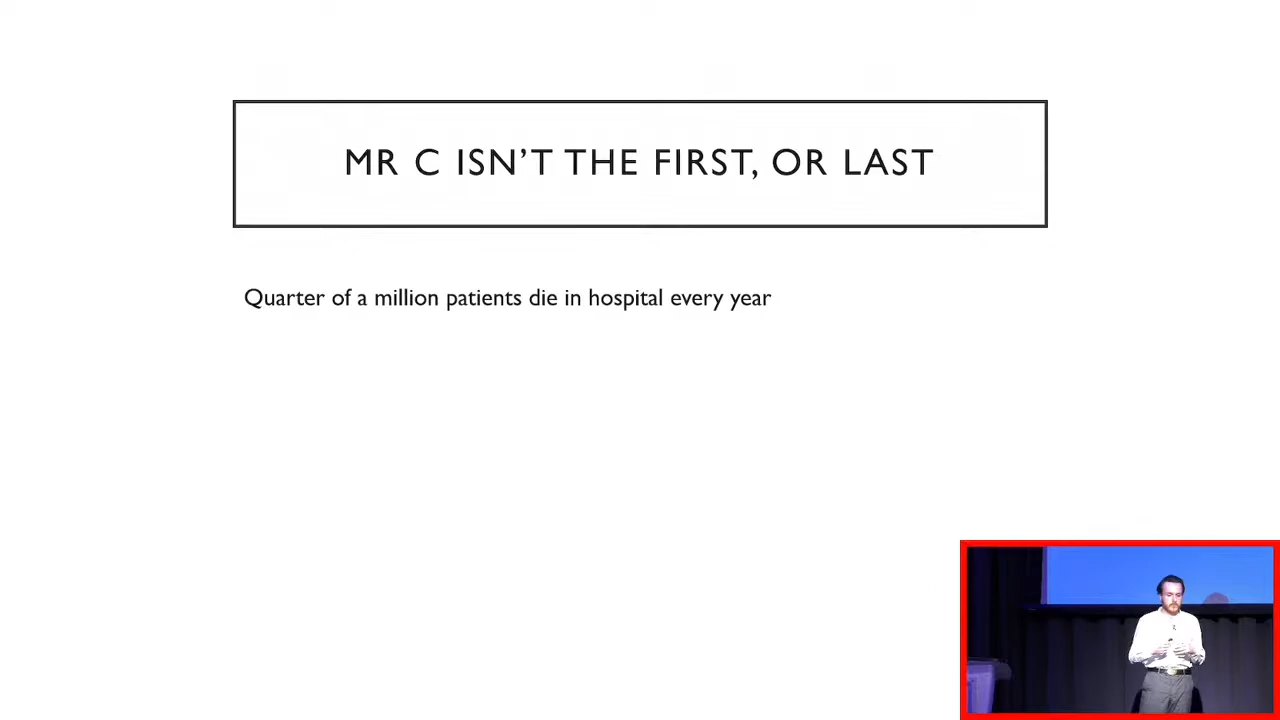 MR C ISN’T THE FIRST, OR LAST
Quarter of a million patients die in hospital every year